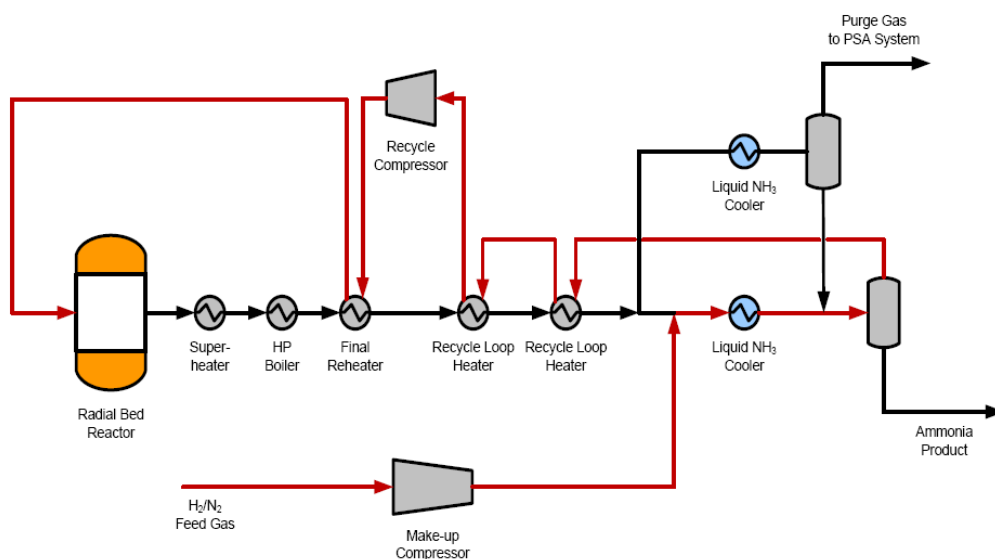 Purge Gas
to PSA System
Recycle
Compressor
Liquid NH₃
Cooler
Super-
heater
HP
Boiler
Final
Reheater
Recycle Loop
Heater
Recycle Loop
Heater
Liquid NH₃
Cooler
Radial Bed
Reactor
Ammonia
Product
H₂/N₂
Feed Gas
Make-up
Compressor